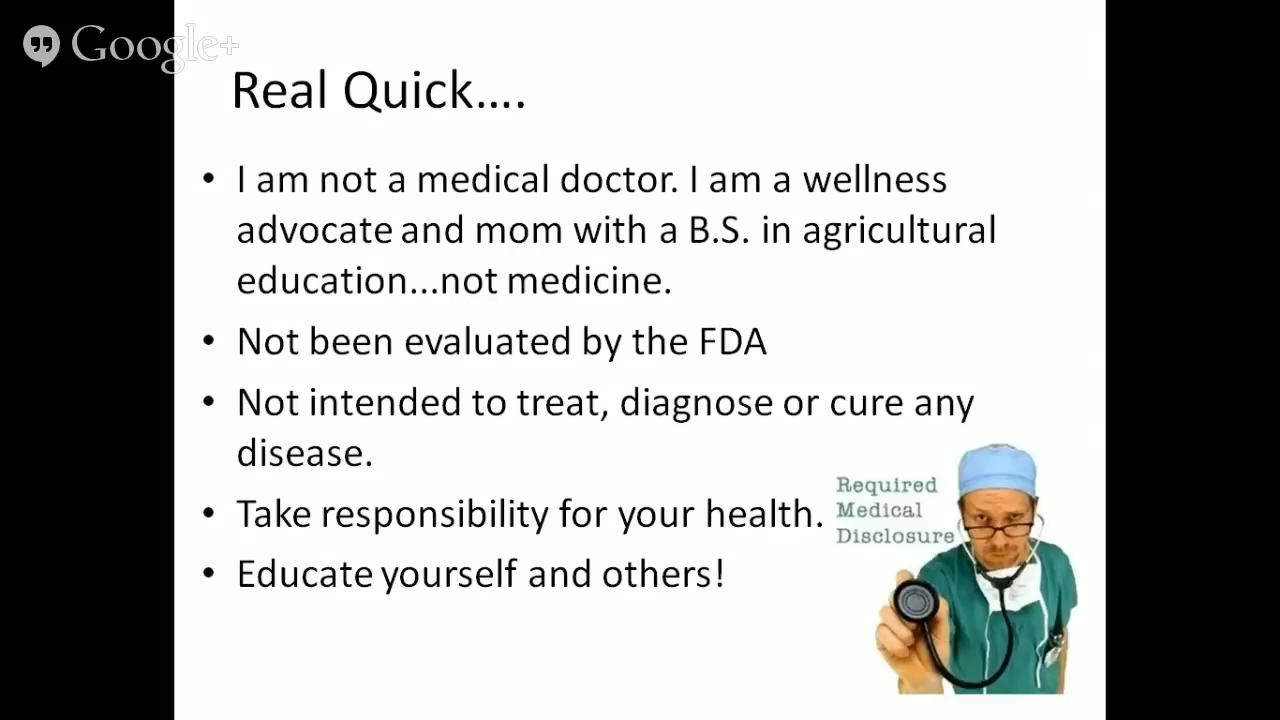 Google+
Real Quick....
• I am not a medical doctor. I am a wellness
advocate and mom with a B.S. in agricultural
education...not medicine.
• Not been evaluated by the FDA
• Not intended to treat, diagnose or cure any
disease.
• Take responsibility for your health.
• Educate yourself and others!
Required
Medical
Disclosure